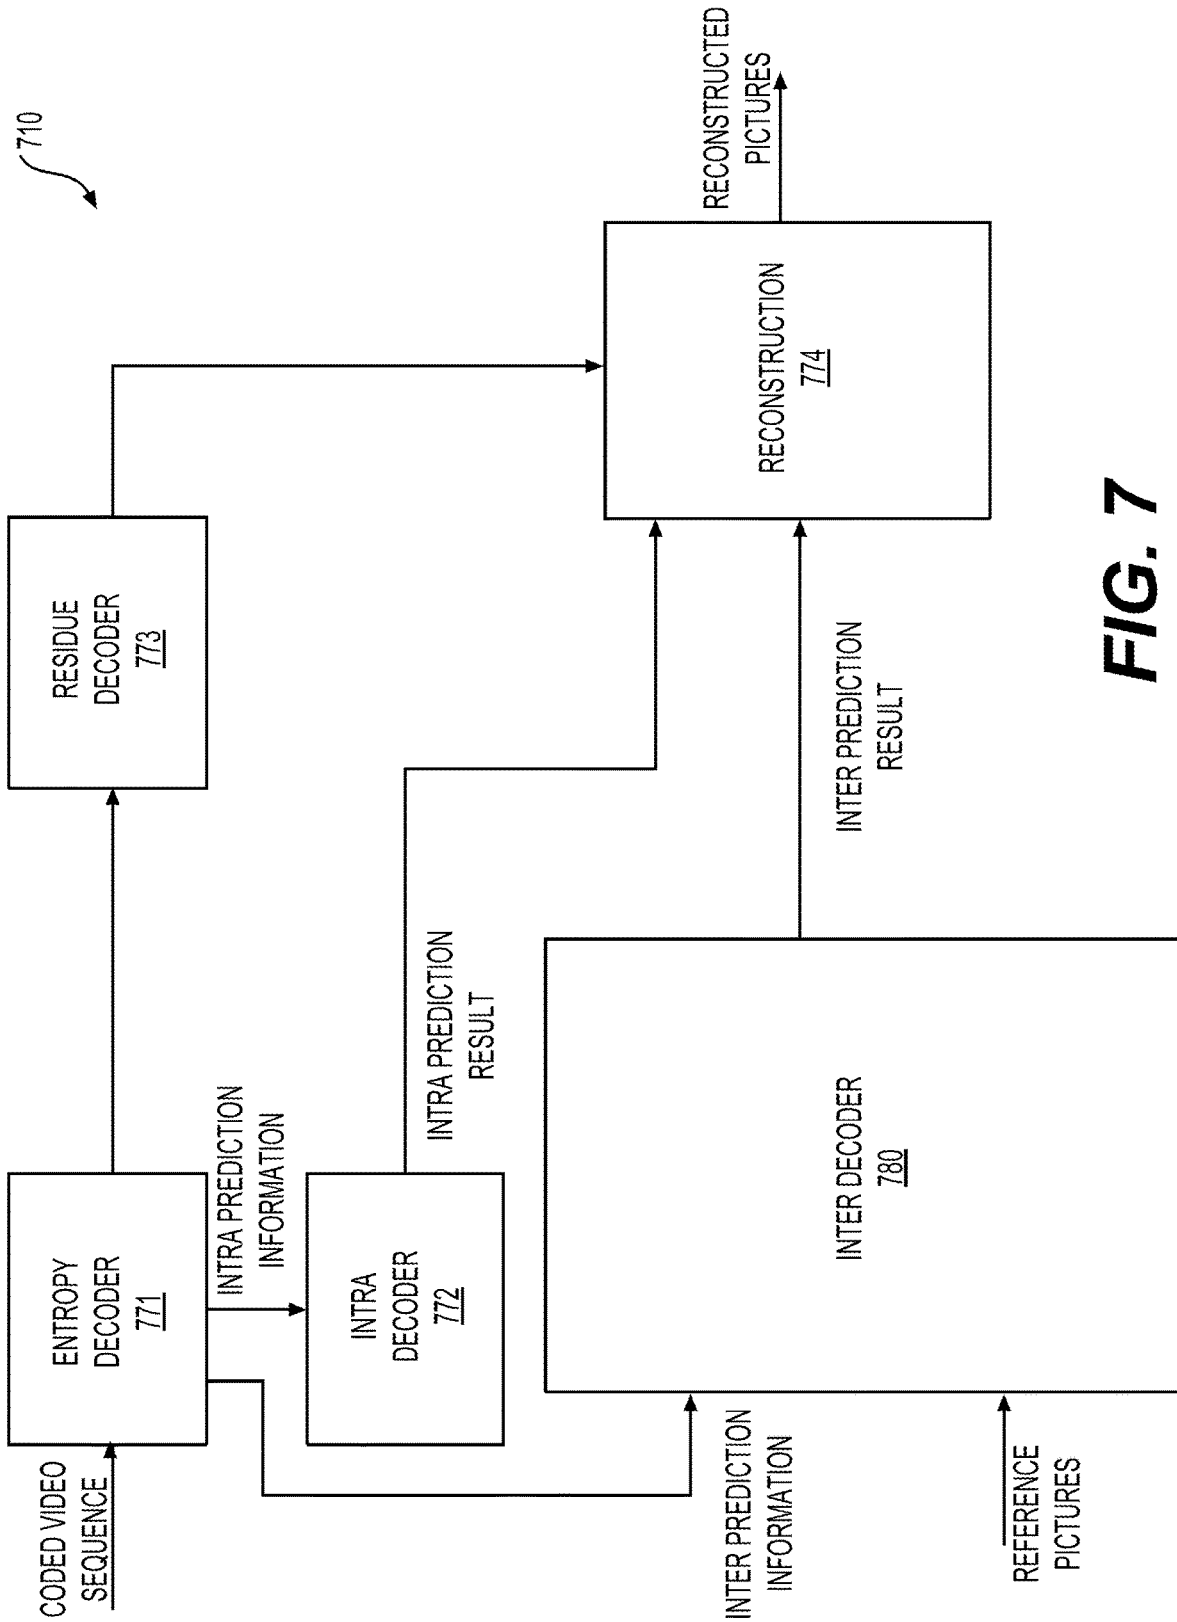 710
CODED VIDEO
SEQUENCE
ENTROPY
DECODER
771
RESIDUE
DECODER
773
INTRA PREDICTION
INFORMATION
INTRA
DECODER
772
INTRA PREDICTION
RESULT
RECONSTRUCTED
PICTURES
RECONSTRUCTION
774
INTER PREDICTION
INFORMATION
REFERENCE
PICTURES
INTER DECODER
780
INTER PREDICTION
RESULT
FIG. 7